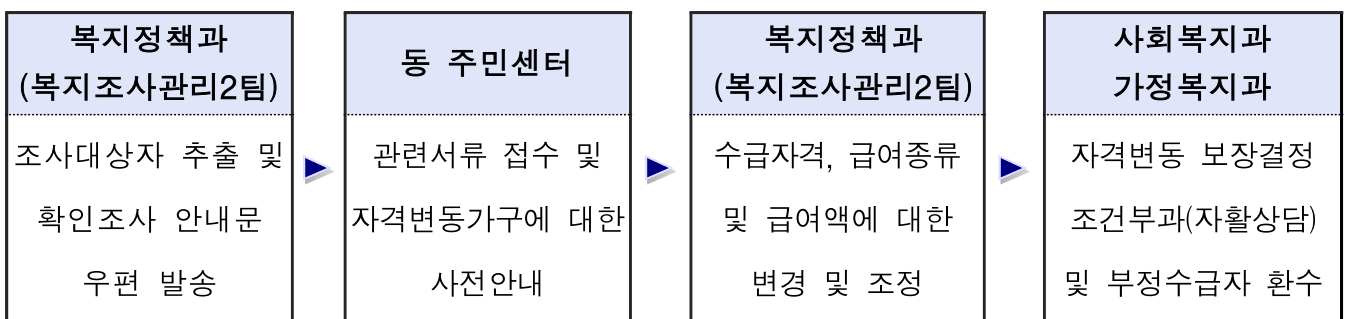 복지정책과
(복지조사관리2팀)
조사대상자 추출 및
확인조사 안내문
우편 발송
동 주민센터
관련서류 접수 및
자격변동가구에 대한
사전안내
복지정책과
(복지조사관리2팀)
수급자격, 급여종류
및 급여액에 대한
변경 및 조정
사회복지과
가정복지과
자격변동 보장결정
조건부과(자활상담)
및 부정수급자 환수